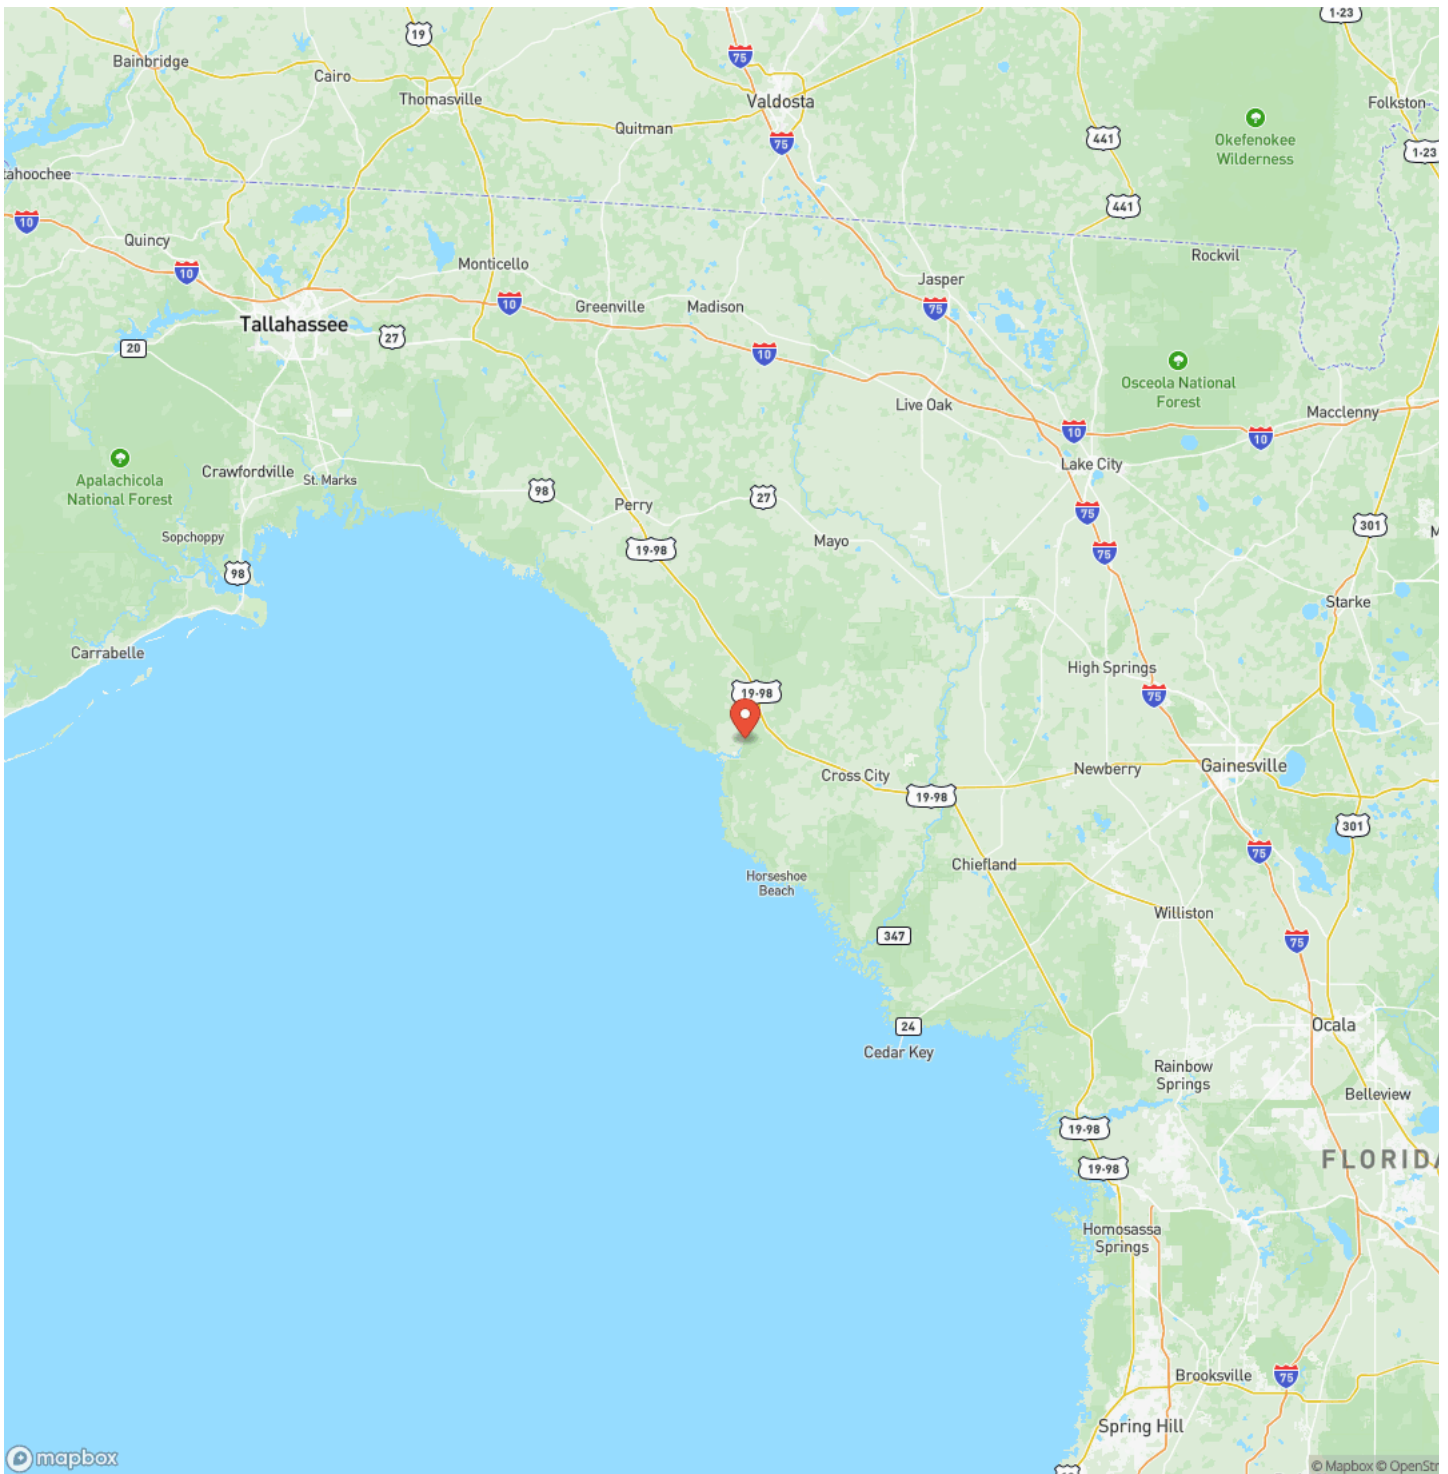 1-23
19
75
Bainbridge
Cairo
Thomasville
Valdosta
Folkston
Quitman
75
441
Okefenokee
Wilderness
1-23
tahoochee
441
10
Quincy
10
Monticello
Rockvil
Jasper
10
Greenville
Madison
75
Tallahassee
27
20
10
Osceola National
Forest
Live Oak
Macclenny
10
10
Apalachicola
National Forest
Crawfordville
St. Marks
Lake City
98
Perry
27
75
301
Sopchoppy
Mayo
19-98
75
98
Starke
Carrabelle
High Springs
19-98
75
Cross City
Newberry
Gainesville
19-98
301
Chiefland
75
Horseshoe
Beach
Williston
347
75
24
Ocala
Cedar Key
Rainbow
Springs
Belleview
19-98
19-98
FLORIDA
Homosassa
Springs
Brooksville
75
Spring Hill
mapbox
© Mapbox © OpenStr